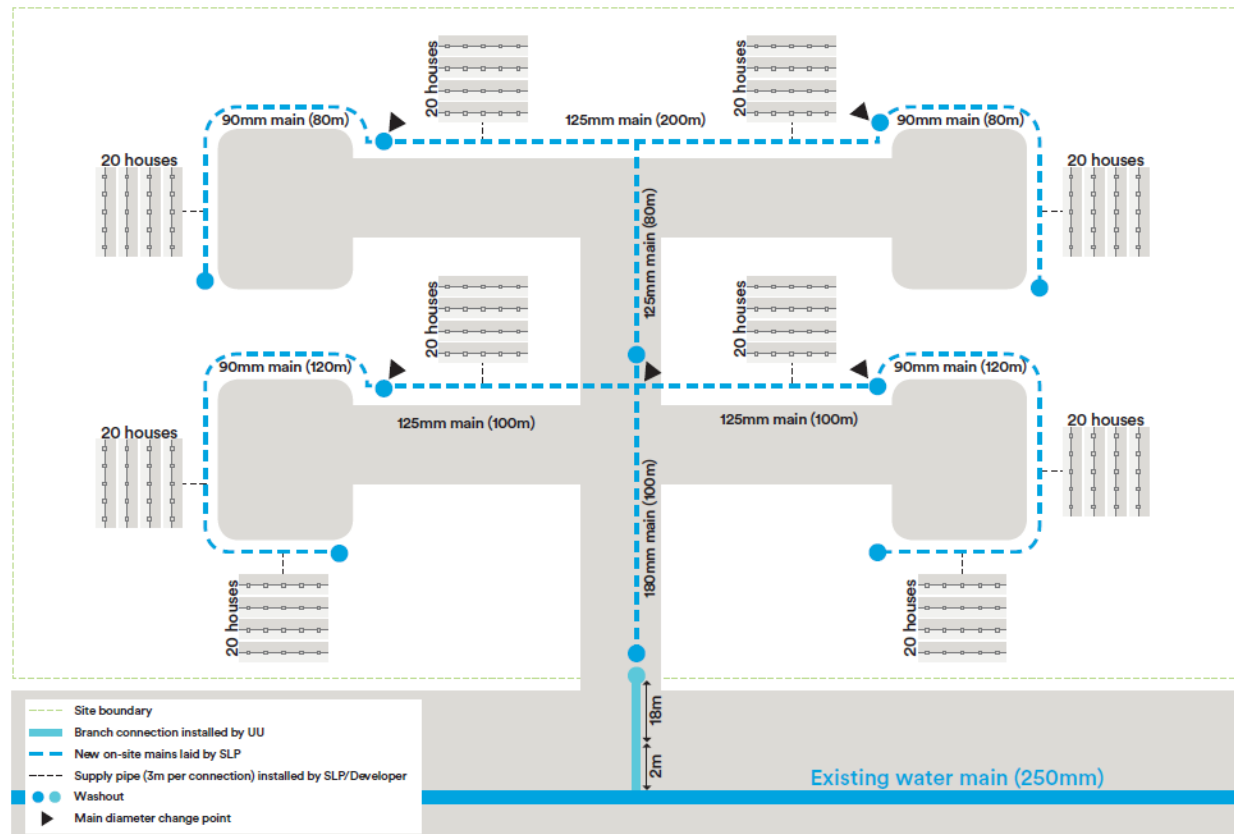 20 houses
20 houses
90mm main (80m)
125mm main (200m)
90mm main (80m)
20 houses
20 houses
125mm main (80m)
20 houses
20 houses
90mm main (120m)
90mm main (120m)
125mm main (100m)
125mm main (100m)
20 houses
20 houses
180mm main (100m)
20 houses
20 houses
18m
2m
Site boundary
Branch connection installed by UU
New on-site mains laid by SLP
Supply pipe (3m per connection) installed by SLP/Developer
Washout
Main diameter change point
Existing water main (250mm)